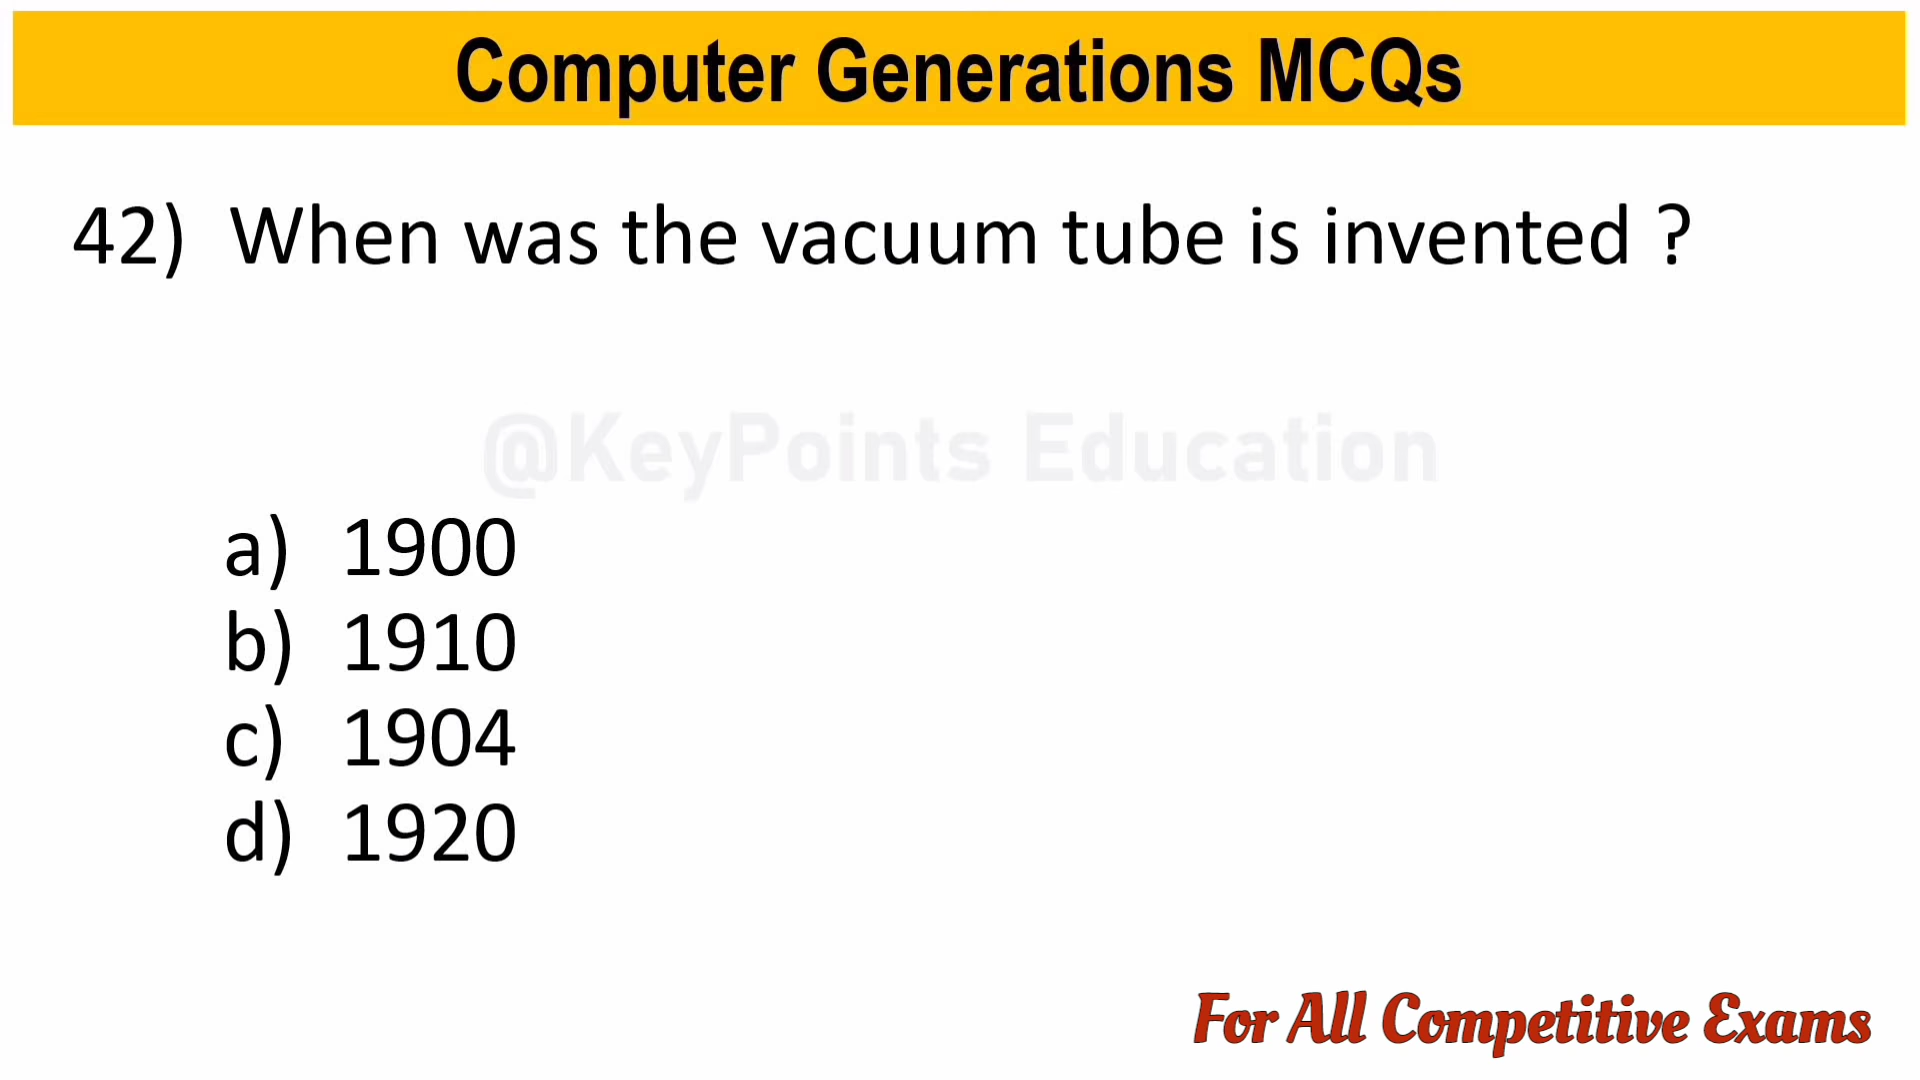 Computer Generations MCQs
42) When was the vacuum tube is invented ?
@KeyPoints Education
a) 1900
b) 1910
c) 1904
d) 1920
For All Competitive Exams